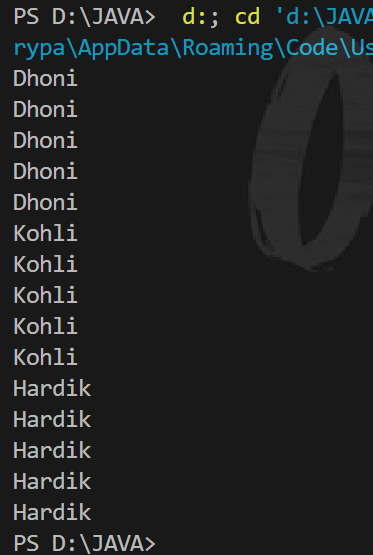 PS D:\JAVA>  d:; cd 'd:\JAVA
rypa\AppData\Roaming\Code\Us
Dhoni
Dhoni
Dhoni
Dhoni
Dhoni
Kohli
Kohli
Kohli
Kohli
Kohli
Hardik
Hardik
Hardik
Hardik
Hardik
PS D:\JAVA>